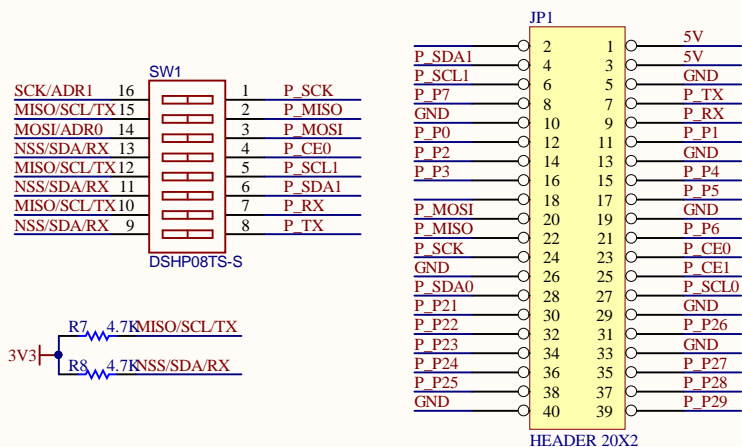 SW1
SCK/ADR1 16 1 P_SCK
MISO/SCL/TX 15 2 P_MISO
MOSI/ADR0 14 3 P_MOSI
NSS/SDA/RX 13 4 P_CE0
MISO/SCL/TX 12 5 P_SCL1
NSS/SDA/RX 11 6 P_SDA1
MISO/SCL/TX 10 7 P_RX
NSS/SDA/RX 9 8 P_TX
DSHP08TS-S
R7 4.7K MISO/SCL/TX
3V3
R8 4.7K NSS/SDA/RX
JP1
2 1 5V
P_SDA1 4 3 5V
P_SCL1 6 5 GND
P_P7 8 7 P_TX
GND 10 9 P_RX
P_P0 12 11 P_P1
P_P2 14 13 GND
P_P3 16 15 P_P4
18 17 P_P5
P_MOSI 20 19 GND
P_MISO 22 21 P_P6
P_SCK 24 23 P_CE0
GND 26 25 P_CE1
P_SDA0 28 27 P_SCL0
P_P21 30 29 GND
P_P22 32 31 P_P26
P_P23 34 33 GND
P_P24 36 35 P_P27
P_P25 38 37 P_P28
GND 40 39 P_P29
HEADER 20X2